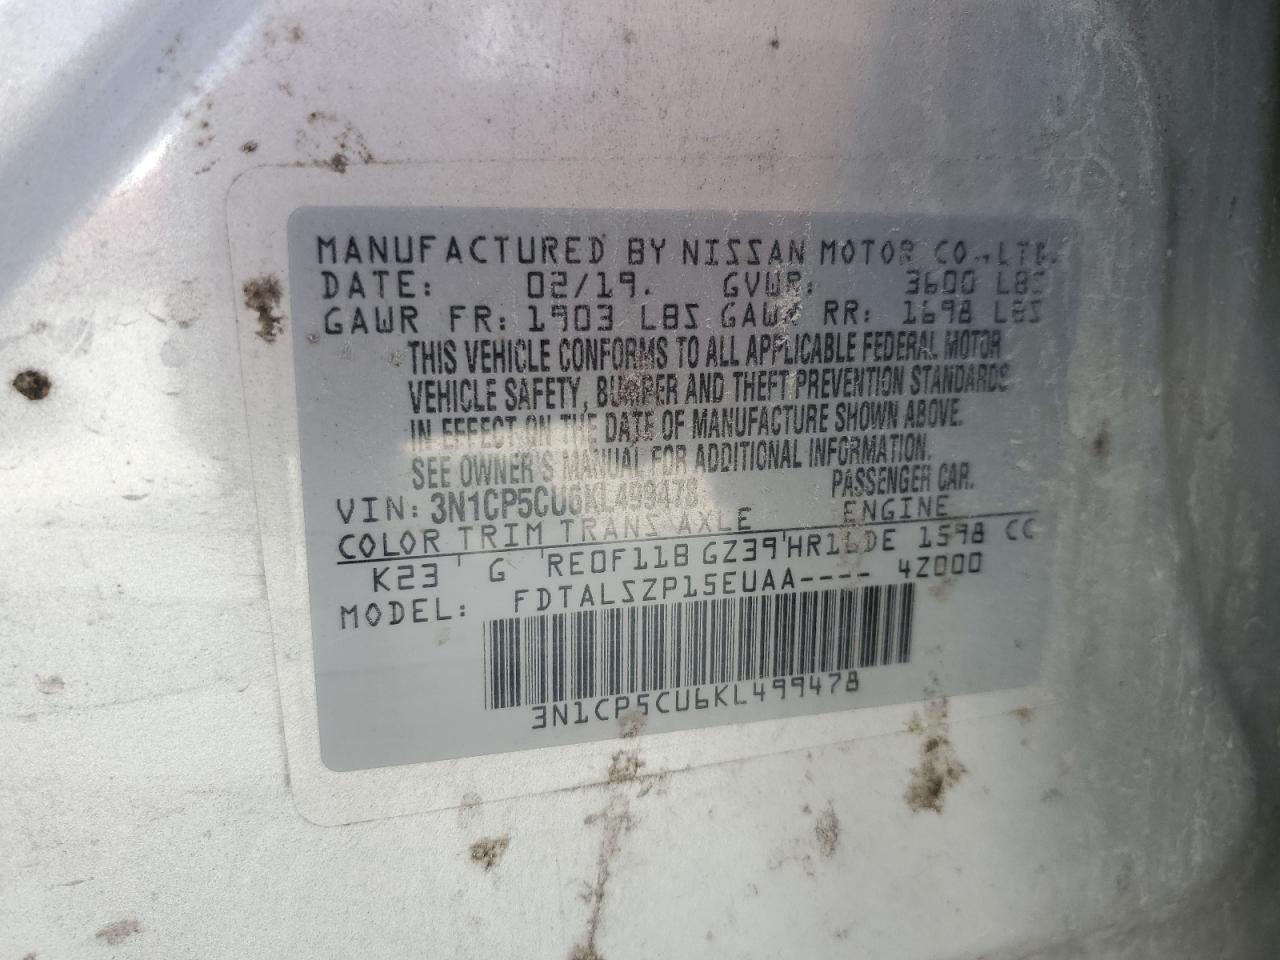 MANUFACTURED BY NISSAN MOTOR CO.,LTD.
DATE: 02/19. GVWR: 3600 LBS
GAWR FR: 1903 LBS GAWR RR: 1698 LBS
THIS VEHICLE CONFORMS TO ALL APPLICABLE FEDERAL MOTOR
VEHICLE SAFETY, BUMPER AND THEFT PREVENTION STANDARDS
IN EFFECT ON THE DATE OF MANUFACTURE SHOWN ABOVE.
SEE OWNER'S MANUAL FOR ADDITIONAL INFORMATION.
VIN: 3N1CP5CU6KL499478 PASSENGER CAR.
COLOR TRIM TRANS AXLE ENGINE
K23 G RE0F11B GZ39 HR16DE 1598 CC
MODEL: FDTALSZP15EUAA---- 4Z000
3N1CP5CU6KL499478